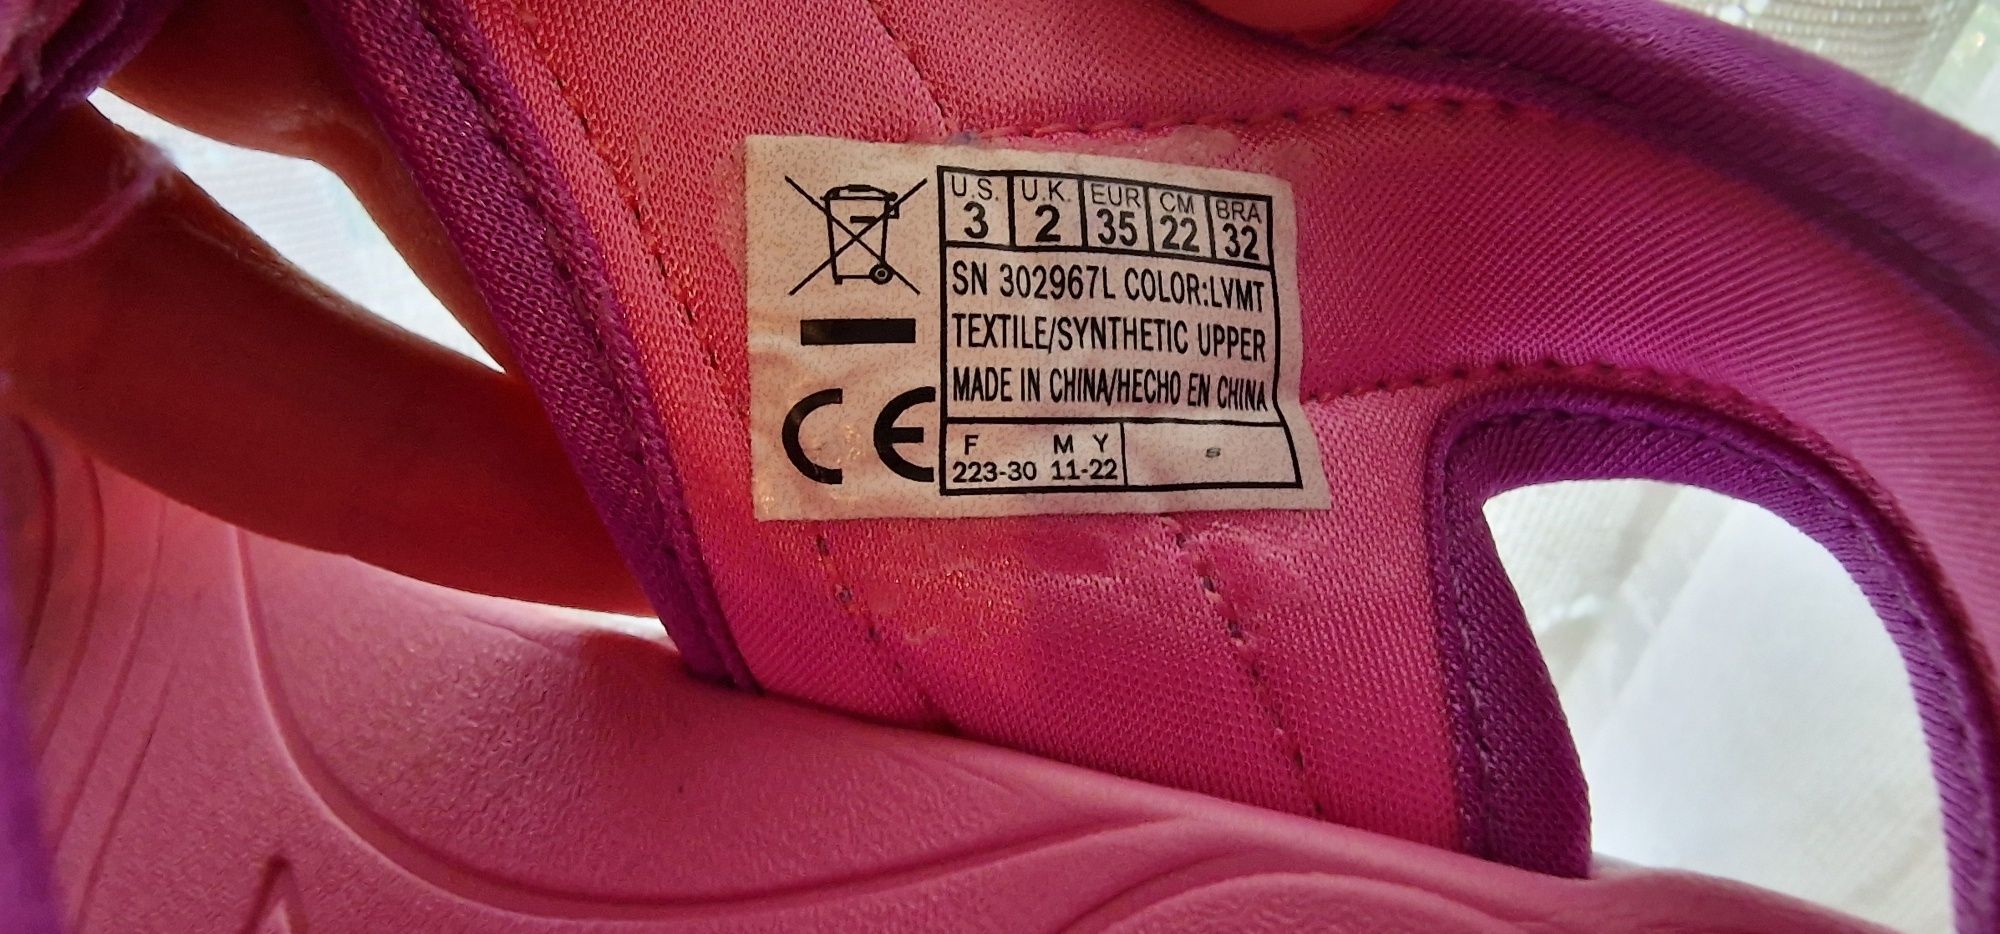 U.S. U.K. EUR CM BRA
3 2 35 22 32
SN 302967L COLOR:LVMT
TEXTILE/SYNTHETIC UPPER
MADE IN CHINA/HECHO EN CHINA
CE
F M Y
223-30 11-22 s